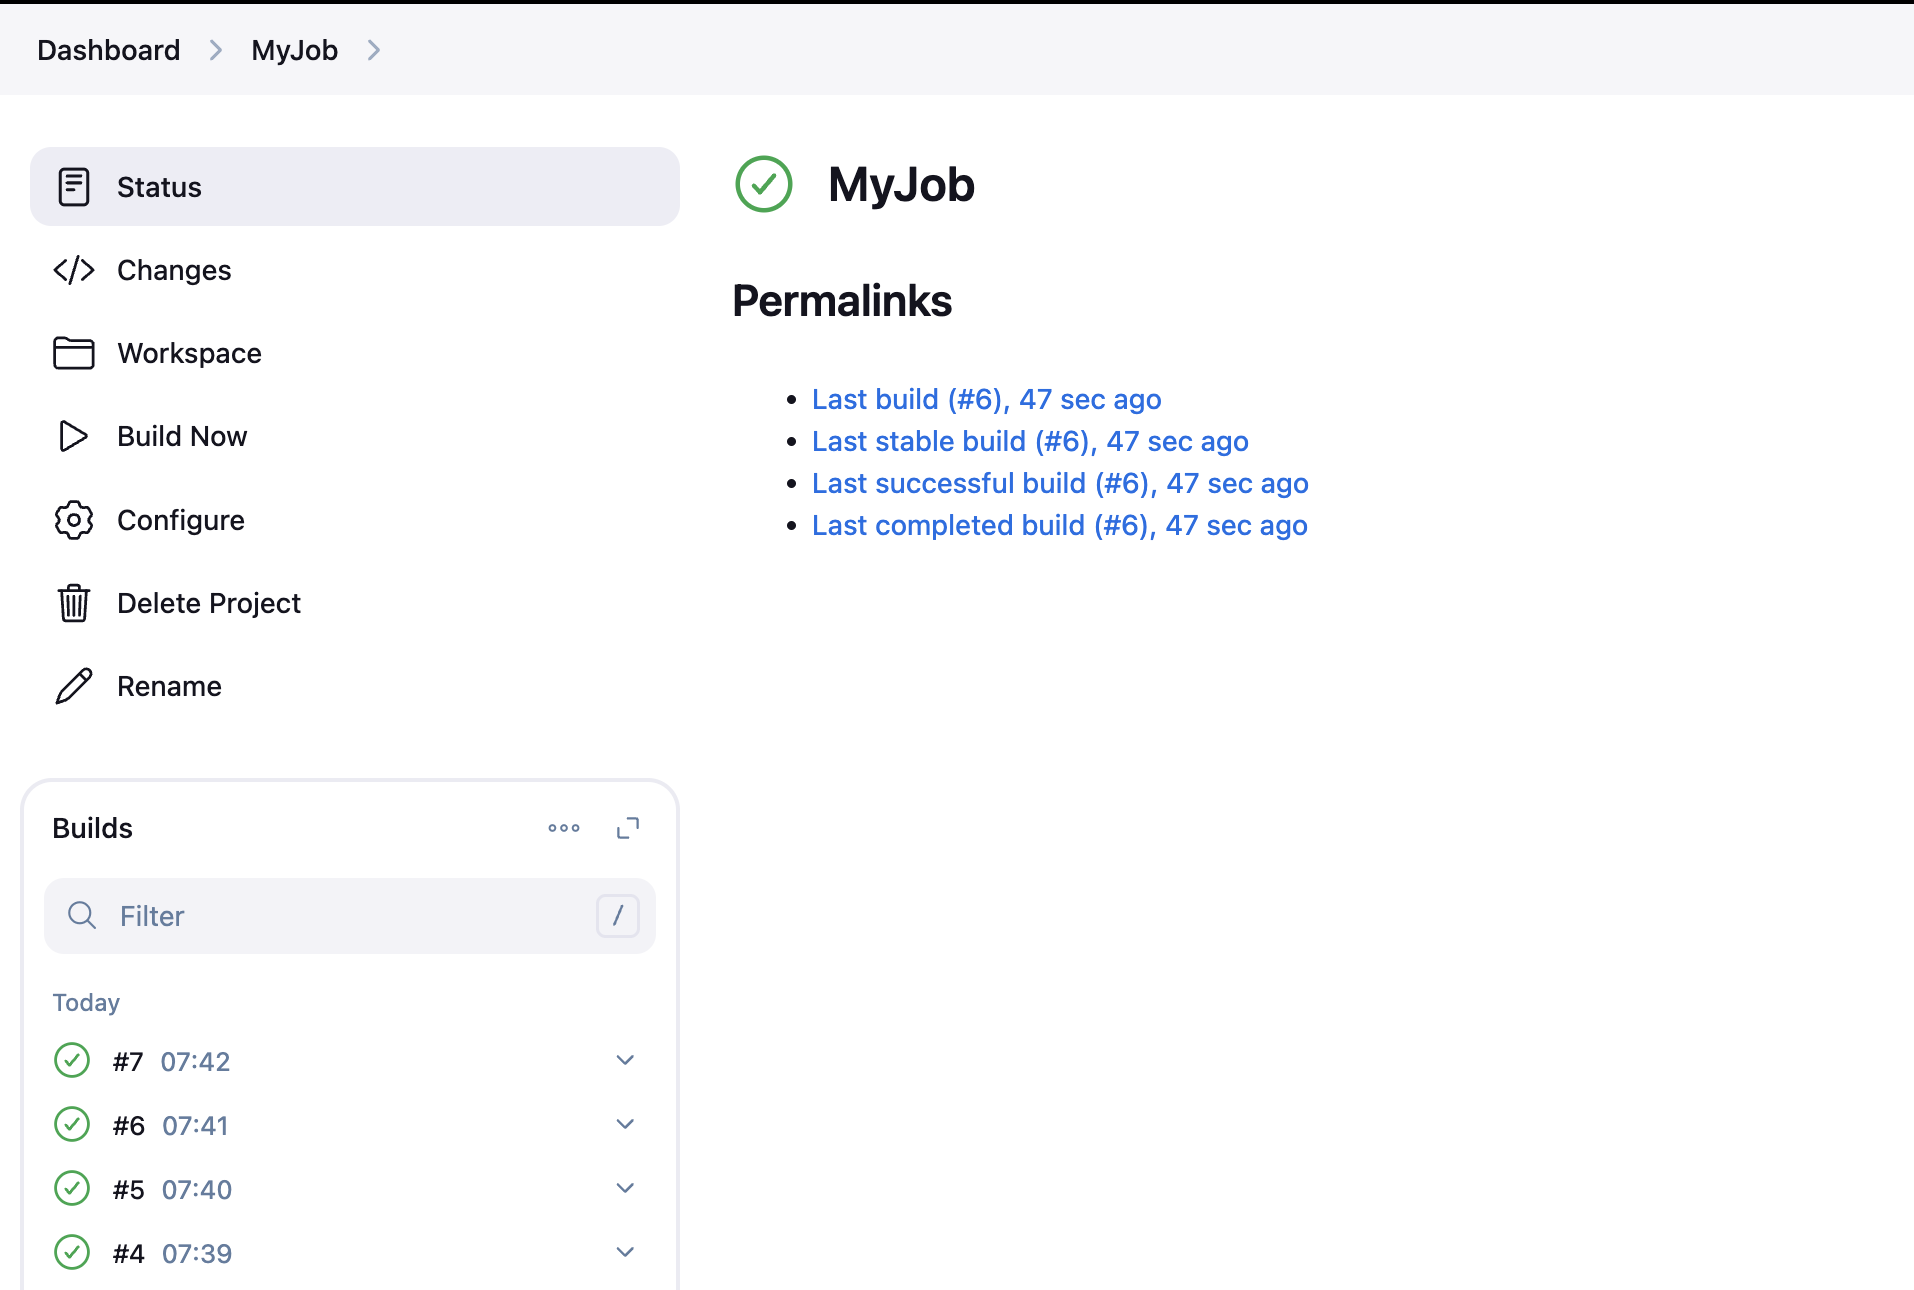 Dashboard > MyJob >
Status
Changes
Workspace
Build Now
Configure
Delete Project
Rename
MyJob
Permalinks
• Last build (#6), 47 sec ago
• Last stable build (#6), 47 sec ago
• Last successful build (#6), 47 sec ago
• Last completed build (#6), 47 sec ago
Builds
Filter /
Today
#7 07:42
#6 07:41
#5 07:40
#4 07:39